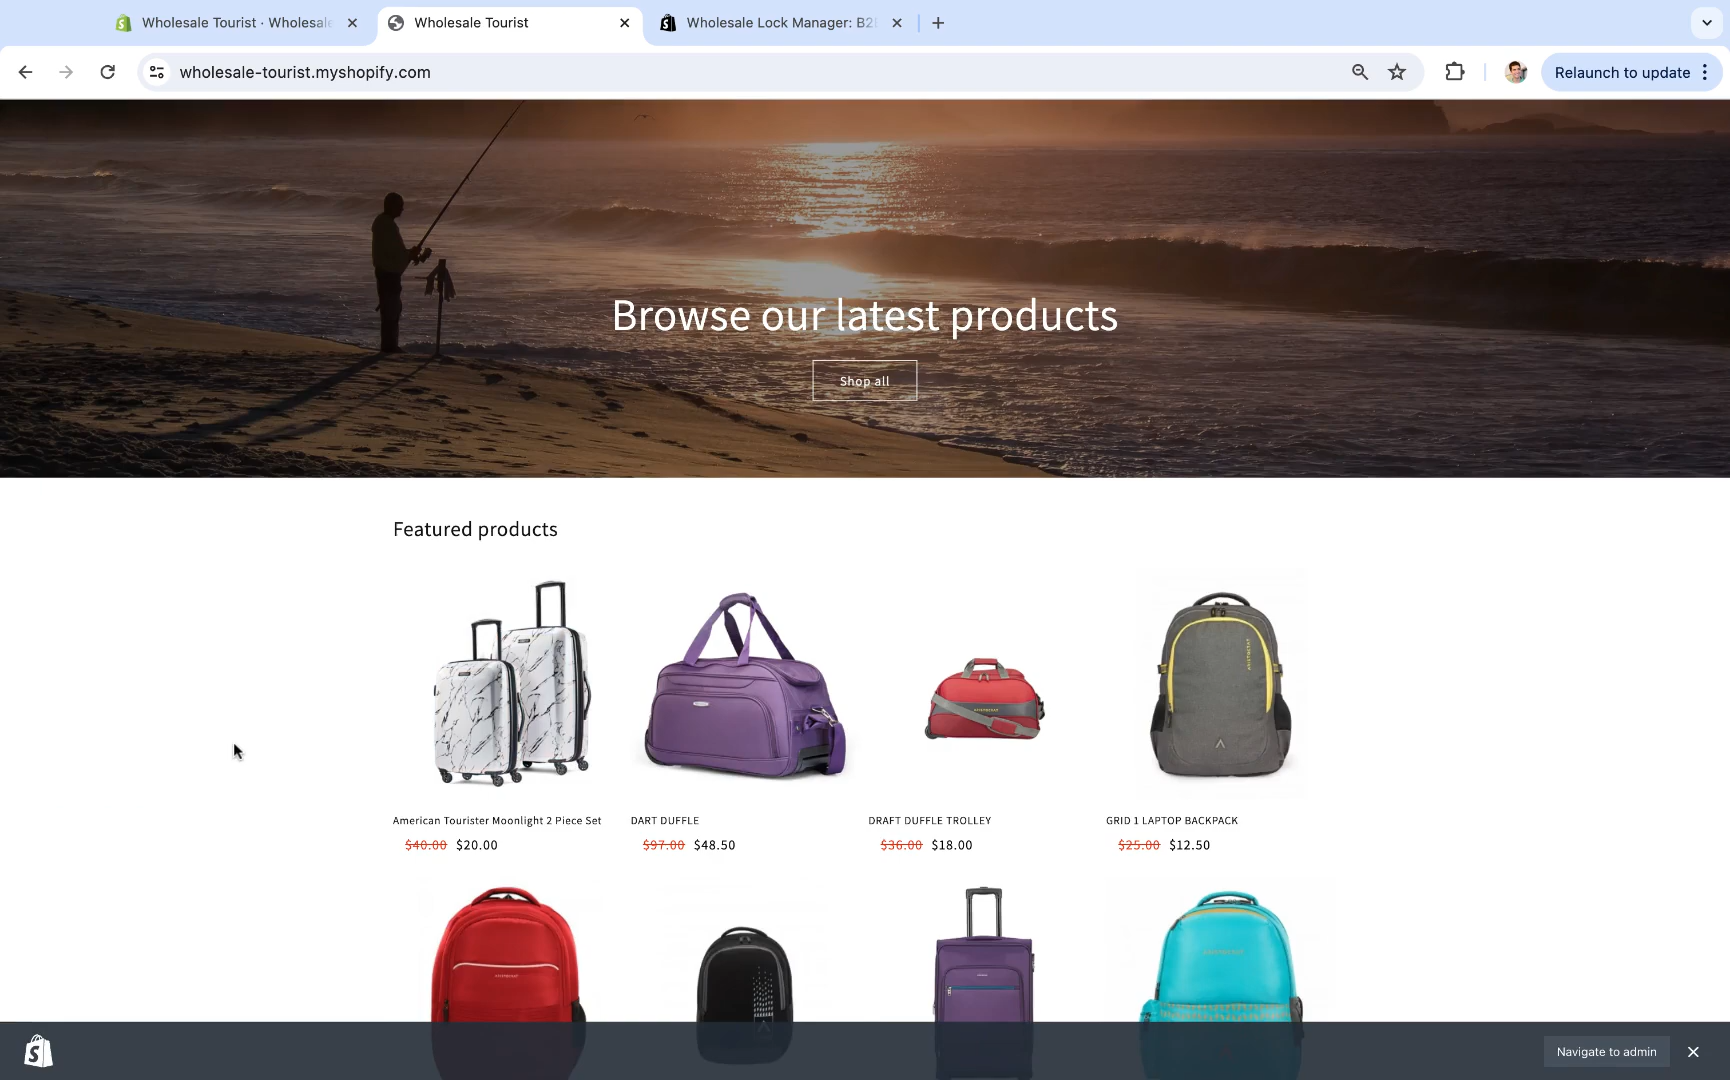 Wholesale Tourist · Wholesale
Wholesale Tourist
Wholesale Lock Manager: B2B
wholesale-tourist.myshopify.com
Relaunch to update
Browse our latest products
Shop all
Featured products
American Tourister Moonlight 2 Piece Set
DART DUFFLE
DRAFT DUFFLE TROLLEY
GRID 1 LAPTOP BACKPACK
$40.00 $20.00
$97.00 $48.50
$36.00 $18.00
$25.00 $12.50
Navigate to admin